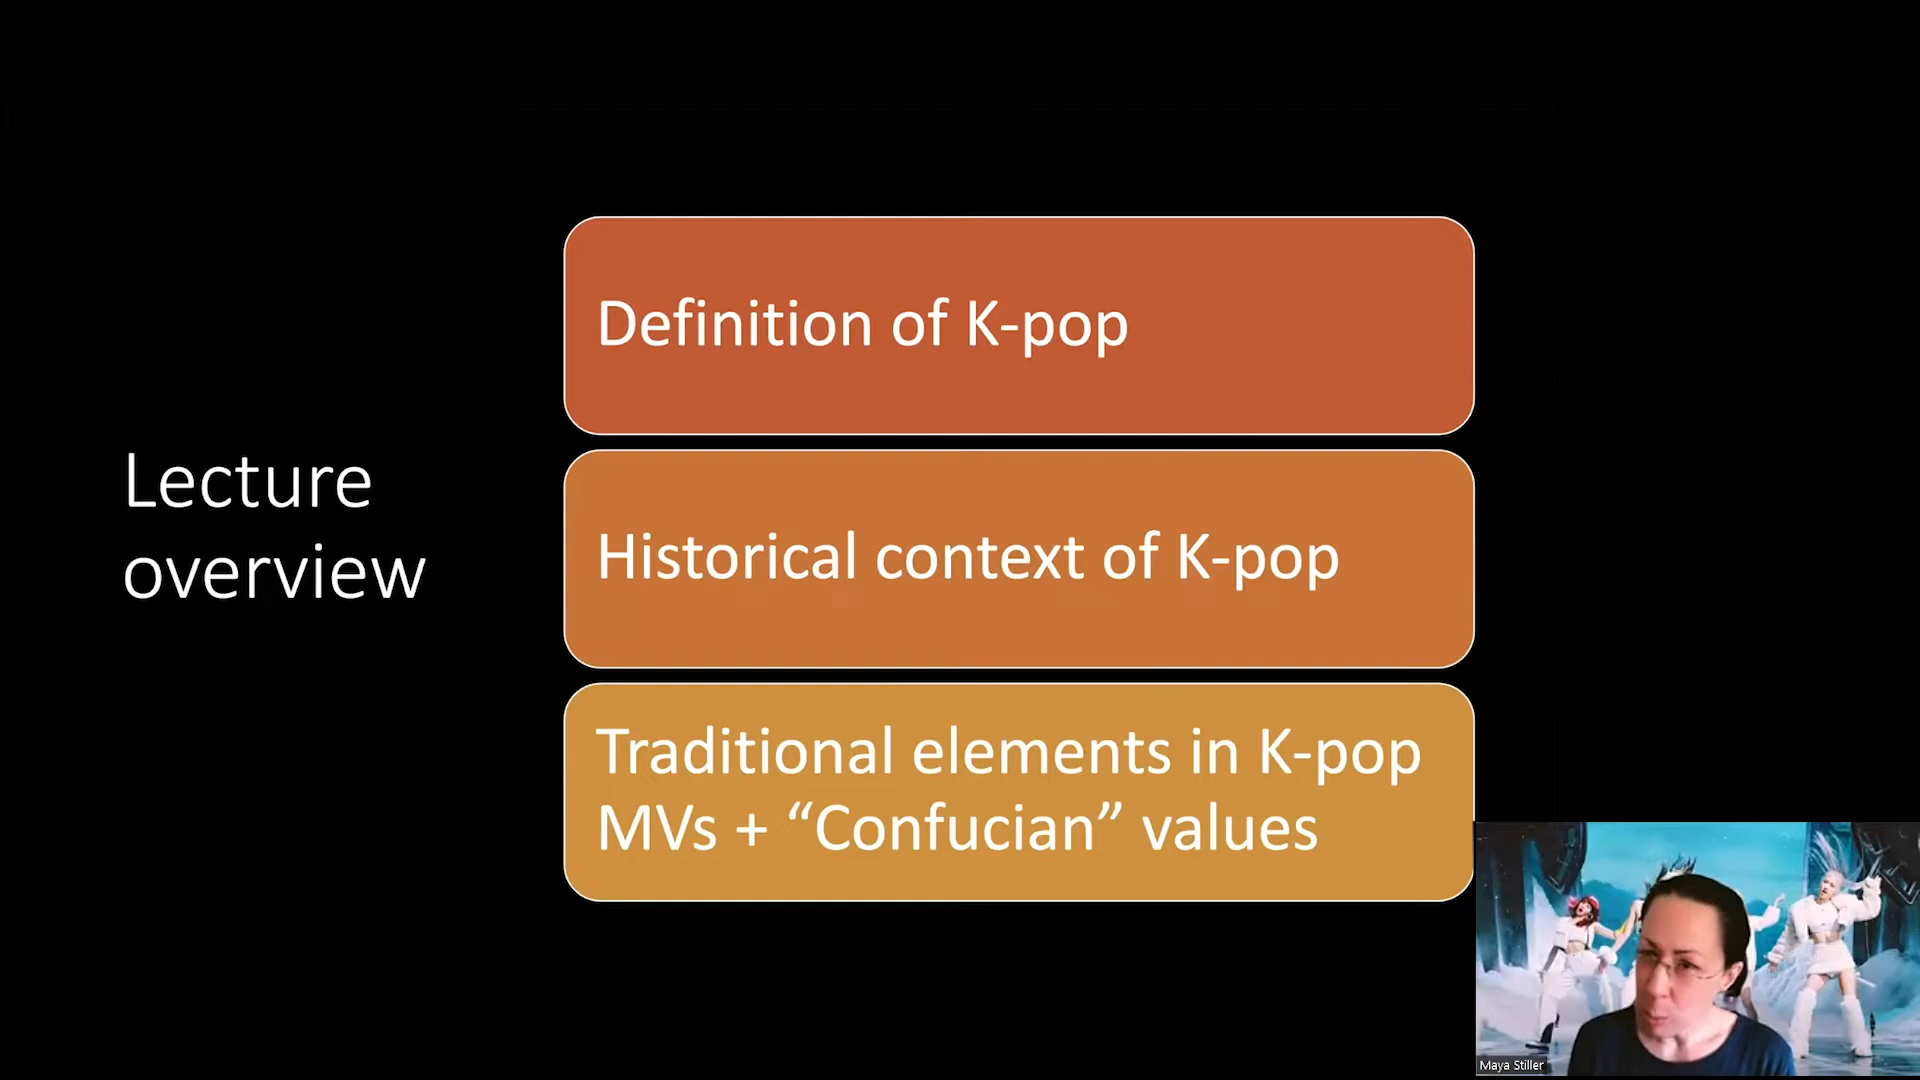 Lecture
overview
Definition of K-pop
Historical context of K-pop
Traditional elements in K-pop
MVs + “Confucian” values
Maya Stiller